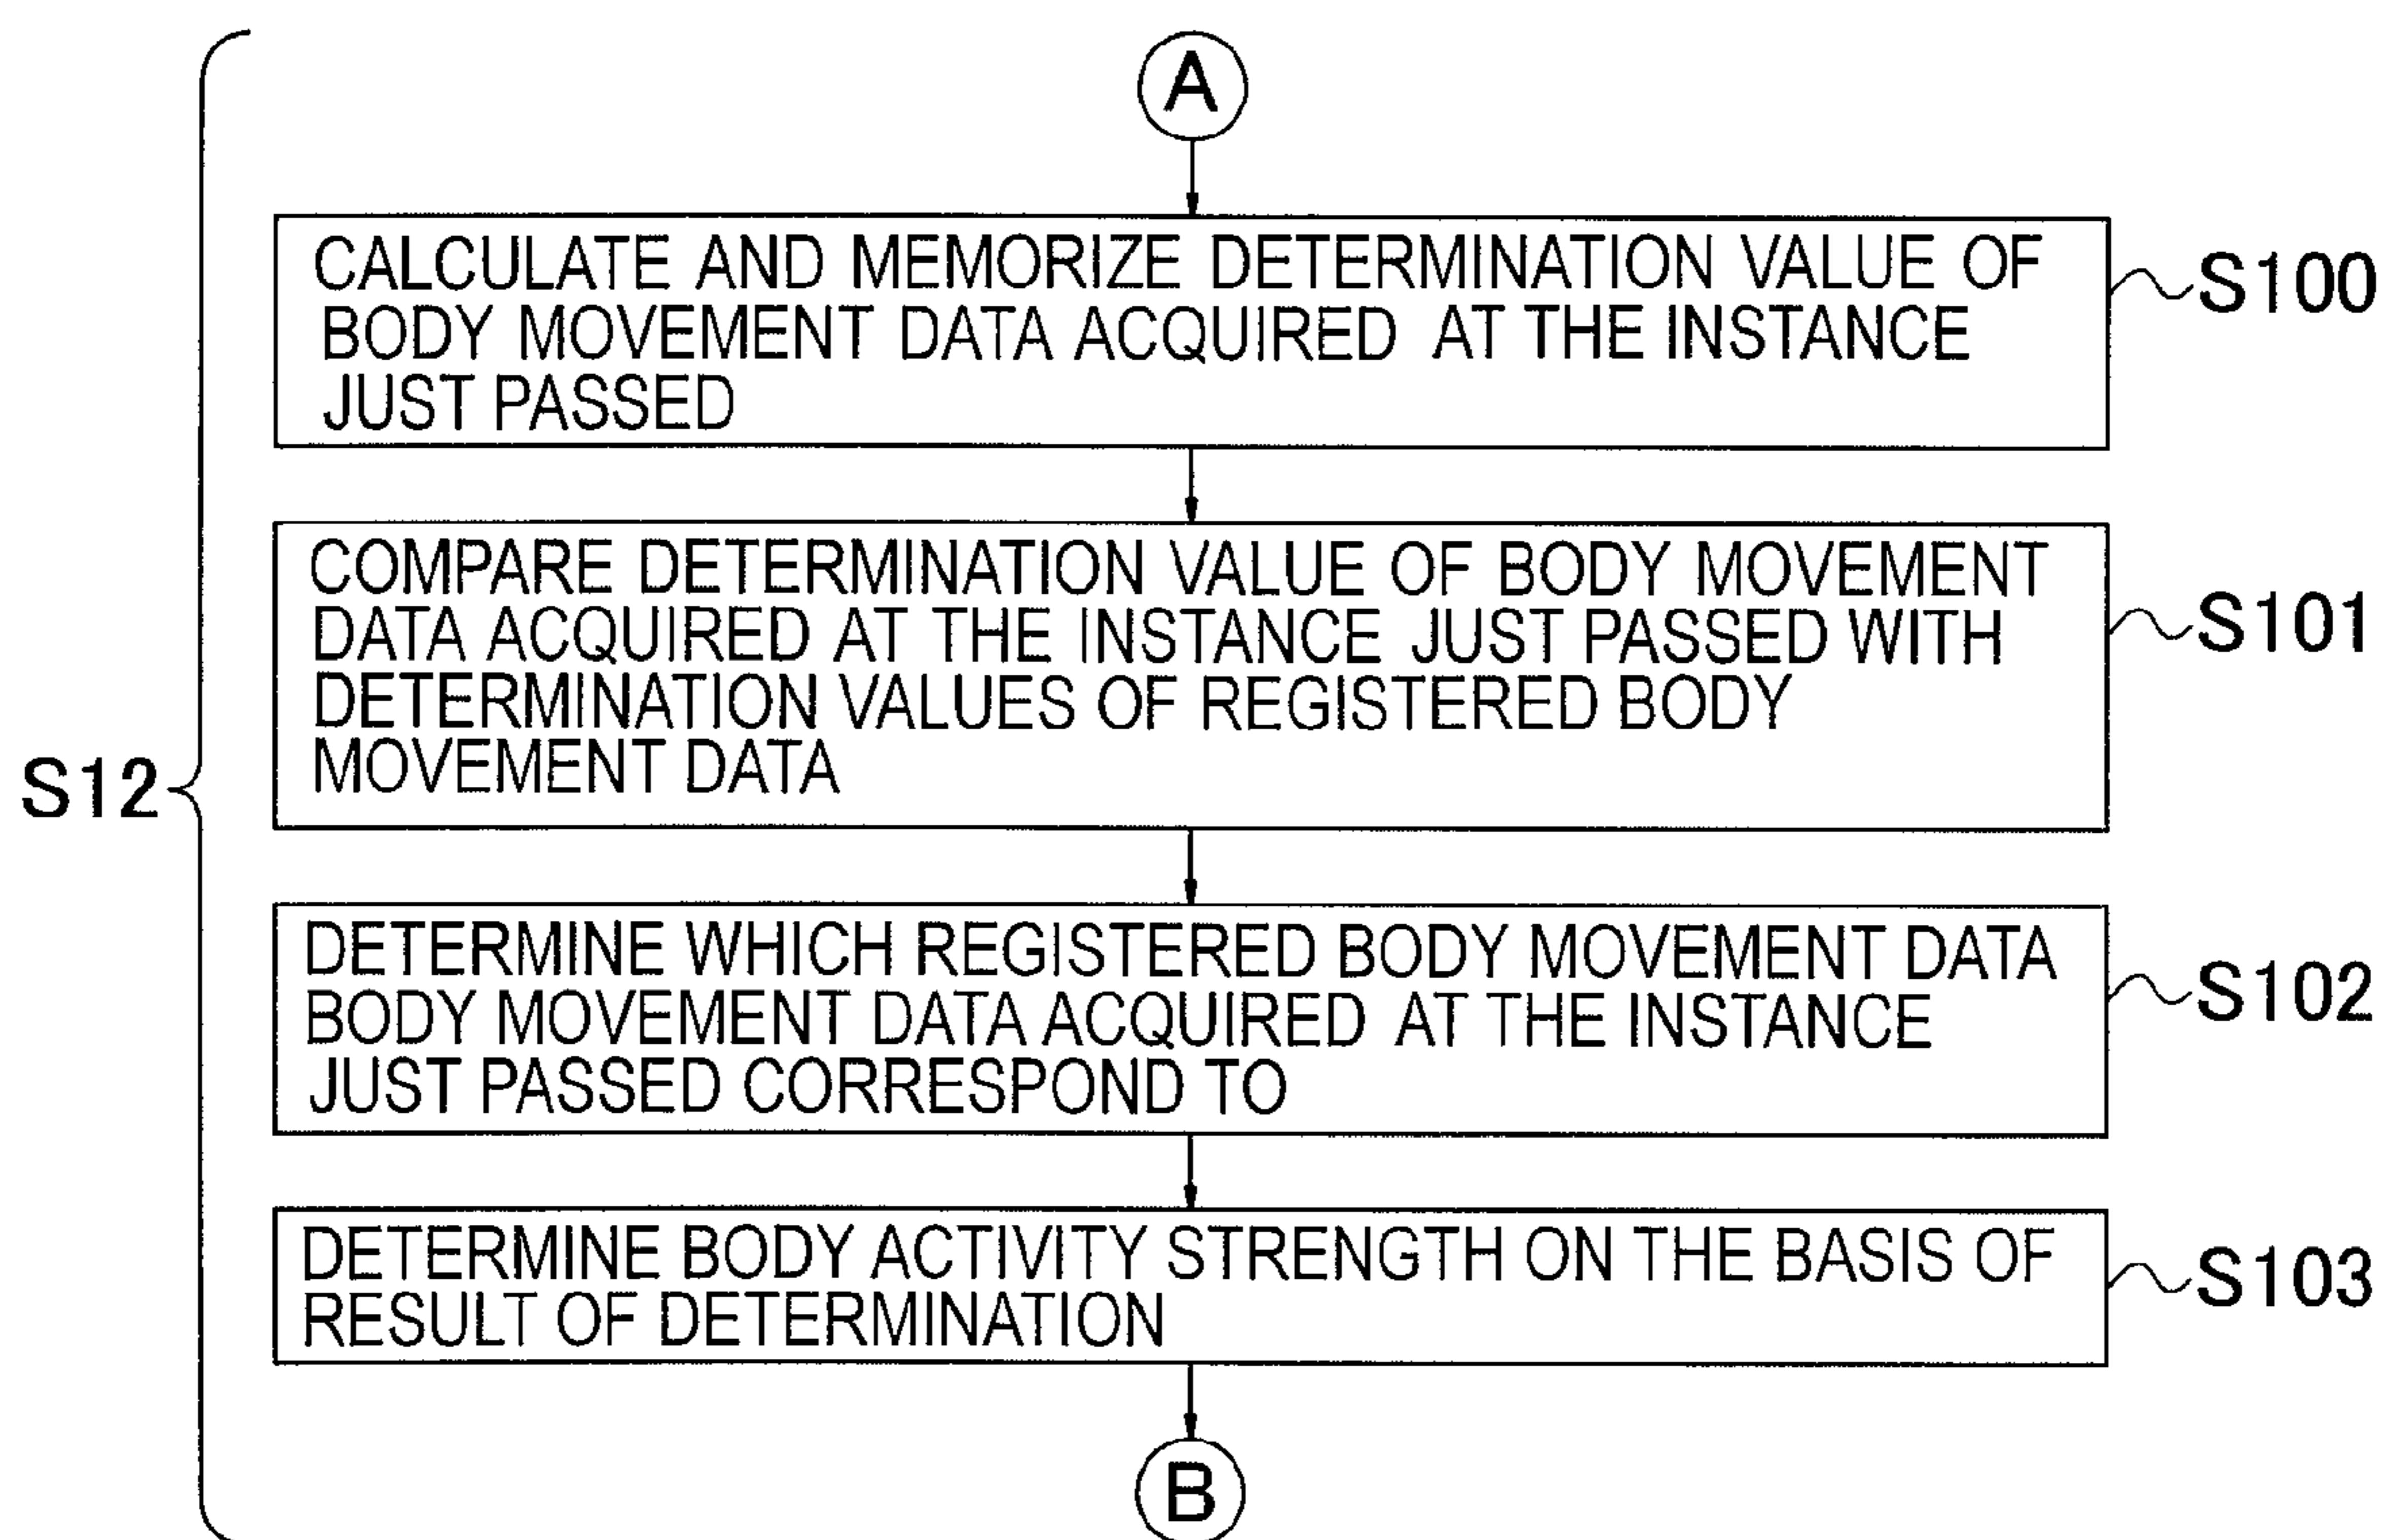 A
CALCULATE AND MEMORIZE DETERMINATION VALUE OF
BODY MOVEMENT DATA ACQUIRED AT THE INSTANCE
JUST PASSED
S100
COMPARE DETERMINATION VALUE OF BODY MOVEMENT
DATA ACQUIRED AT THE INSTANCE JUST PASSED WITH
DETERMINATION VALUES OF REGISTERED BODY
MOVEMENT DATA
S101
S12
DETERMINE WHICH REGISTERED BODY MOVEMENT DATA
BODY MOVEMENT DATA ACQUIRED AT THE INSTANCE
JUST PASSED CORRESPOND TO
S102
DETERMINE BODY ACTIVITY STRENGTH ON THE BASIS OF
RESULT OF DETERMINATION
S103
B